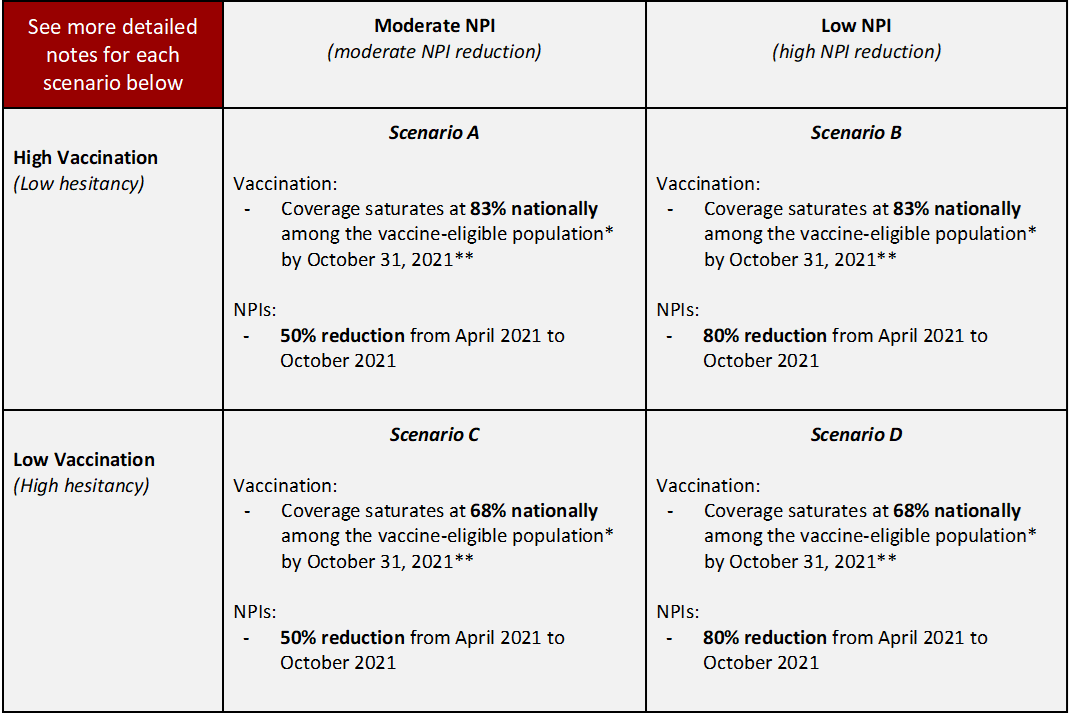 See more detailed
notes for each
scenario below
Moderate NPI
(moderate NPI reduction)
Low NPI
(high NPI reduction)
High Vaccination
(Low hesitancy)
Scenario A
Vaccination:
- Coverage saturates at 83% nationally
among the vaccine-eligible population*
by October 31, 2021**
NPIs:
- 50% reduction from April 2021 to
October 2021
Scenario B
Vaccination:
- Coverage saturates at 83% nationally
among the vaccine-eligible population*
by October 31, 2021**
NPIs:
- 80% reduction from April 2021 to
October 2021
Low Vaccination
(High hesitancy)
Scenario C
Vaccination:
- Coverage saturates at 68% nationally
among the vaccine-eligible population*
by October 31, 2021**
NPIs:
- 50% reduction from April 2021 to
October 2021
Scenario D
Vaccination:
- Coverage saturates at 68% nationally
among the vaccine-eligible population*
by October 31, 2021**
NPIs:
- 80% reduction from April 2021 to
October 2021